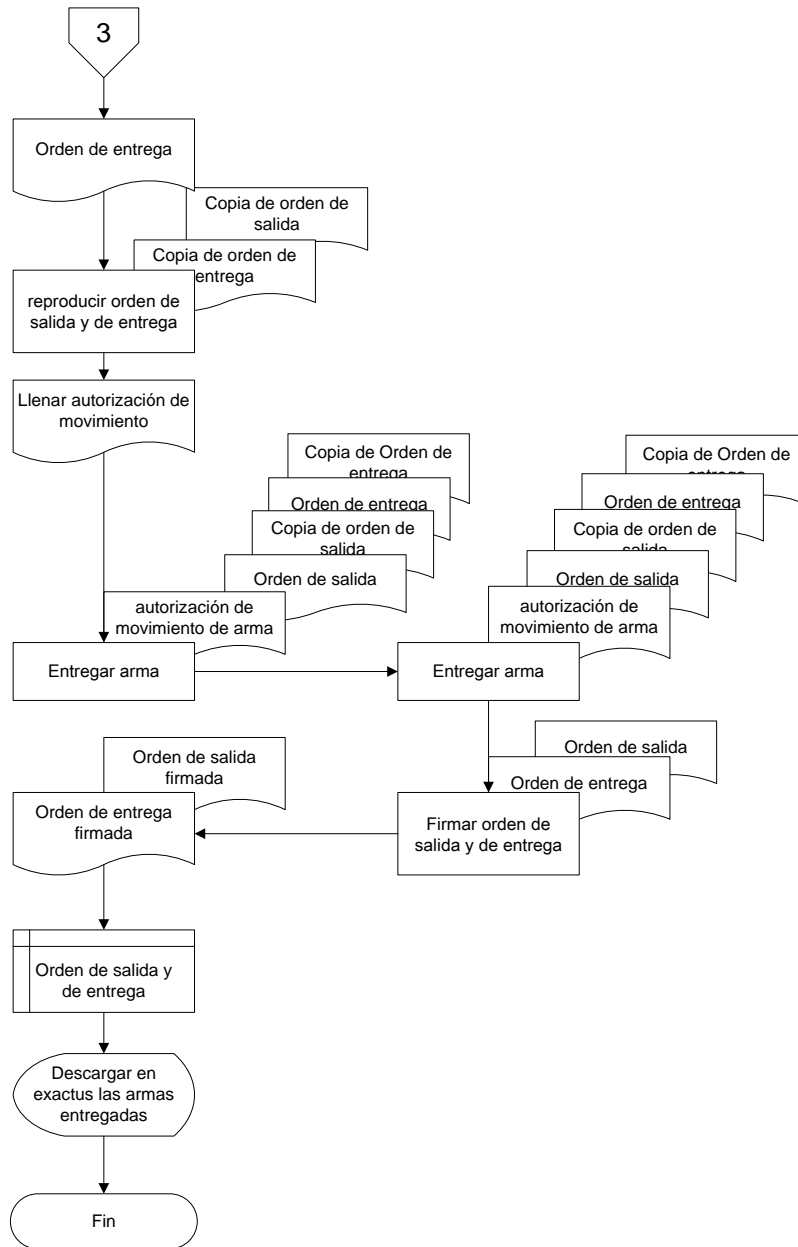 3
Orden de entrega
Copia de orden de
salida
Copia de orden de
entrega
reproducir orden de
salida y de entrega
Llenar autorización de
movimiento
Copia de Orden de
entrega
Orden de entrega
Copia de orden de
salida
Orden de salida
autorización de
movimiento de arma
Entregar arma
Copia de Orden de
entrega
Orden de entrega
Copia de orden de
salida
Orden de salida
autorización de
movimiento de arma
Entregar arma
Orden de salida
Orden de entrega
Firmar orden de
salida y de entrega
Orden de salida
firmada
Orden de entrega
firmada
Orden de salida y
de entrega
Descargar en
exactus las armas
entregadas
Fin